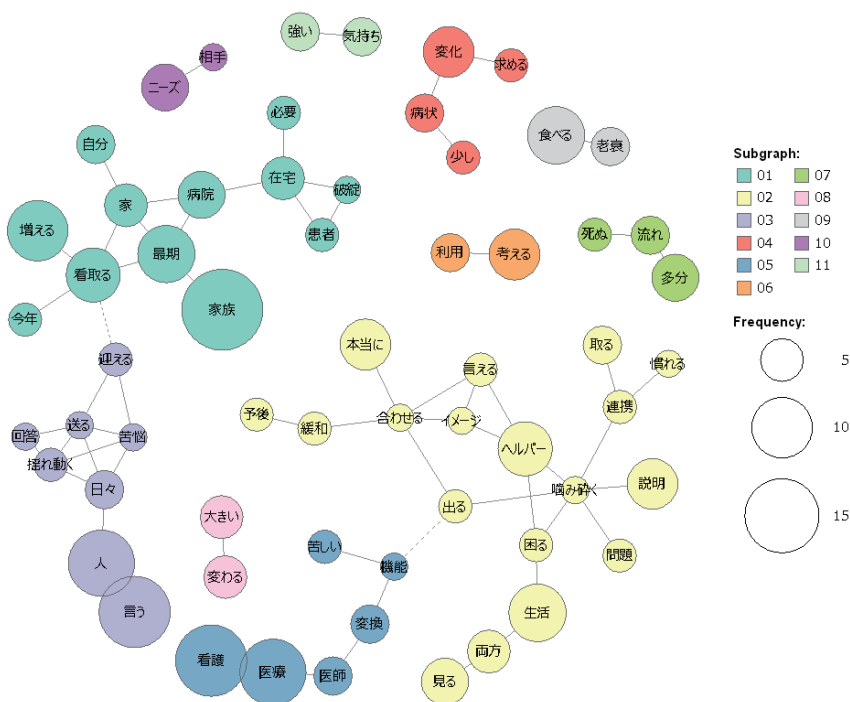 強い
気持ち
相手
ニーズ
変化
求める
病状
少し
必要
自分
食べる
老衰
在宅
破綻
病院
家
患者
増える
最期
看取る
家族
今年
利用
考える
死ぬ
流れ
多分
迎える
送る
回答
苦悩
揺れ動く
日々
人
言う
本当に
言える
取る
慣れる
予後
緩和
合わせる
イメージ
連携
ヘルパー
噛み砕く
説明
出る
困る
問題
大きい
変わる
苦しい
機能
変換
生活
看護
医療
医師
両方
見る
Subgraph:
01 07
02 08
03 09
04 10
05 11
06
Frequency:
5
10
15